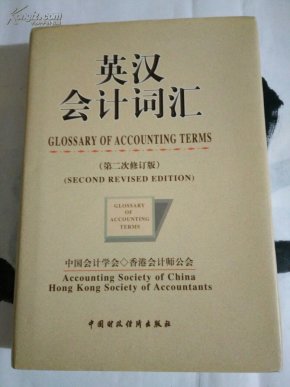 英汉
会计词汇
GLOSSARY OF ACCOUNTING TERMS
(第二次修订版)
(SECOND REVISED EDITION)
GLOSSARY
OF
ACCOUNTING
TERMS
中国会计学会◇香港会计师公会
Accounting Society of China
Hong Kong Society of Accountants
中国财政经济出版社